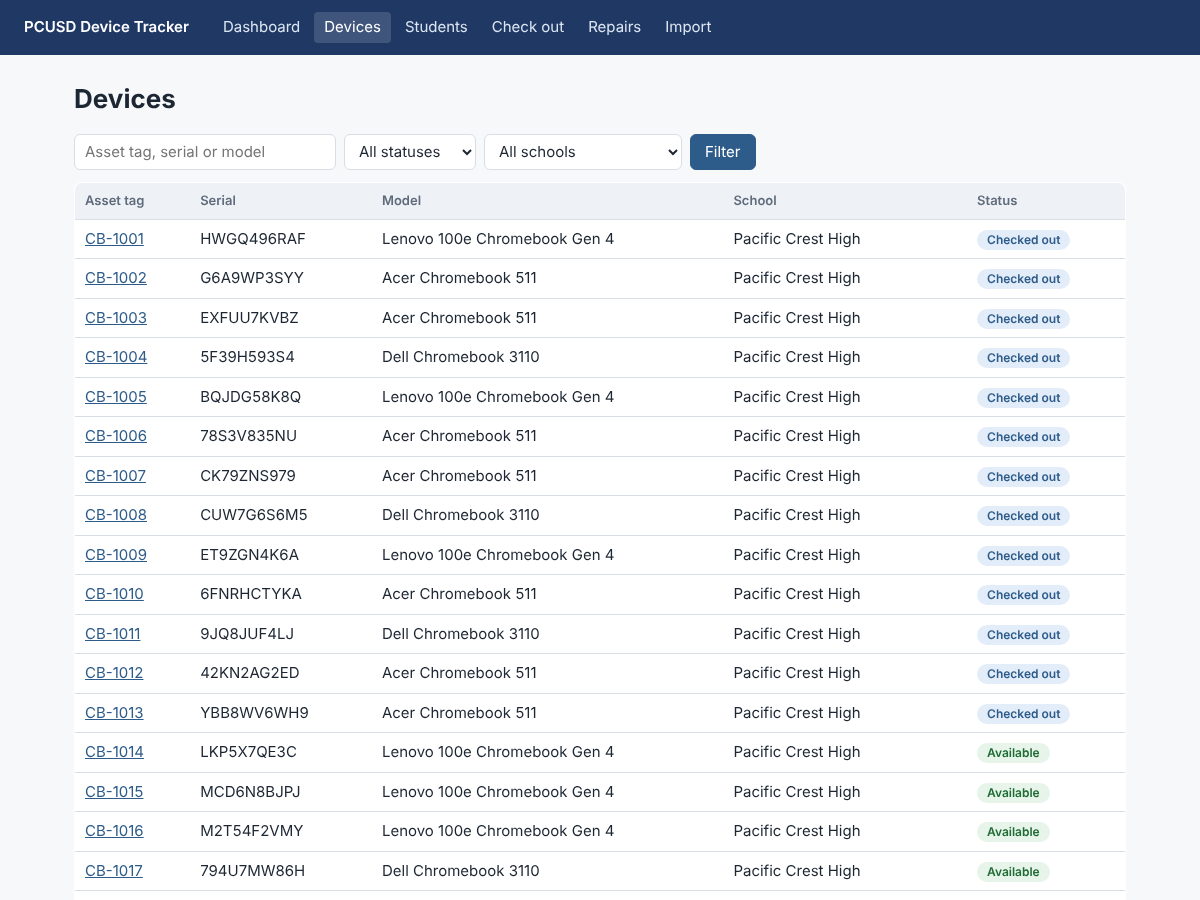 PCUSD Device Tracker Dashboard Devices Students Check out Repairs Import
Devices
Asset tag, serial or model All statuses All schools Filter
Asset tag Serial Model School Status
CB-1001 HWGQ496RAF Lenovo 100e Chromebook Gen 4 Pacific Crest High Checked out
CB-1002 G6A9WP3SYY Acer Chromebook 511 Pacific Crest High Checked out
CB-1003 EXFUU7KVBZ Acer Chromebook 511 Pacific Crest High Checked out
CB-1004 5F39H593S4 Dell Chromebook 3110 Pacific Crest High Checked out
CB-1005 BQJDG58K8Q Lenovo 100e Chromebook Gen 4 Pacific Crest High Checked out
CB-1006 78S3V835NU Acer Chromebook 511 Pacific Crest High Checked out
CB-1007 CK79ZNS979 Acer Chromebook 511 Pacific Crest High Checked out
CB-1008 CUW7G6S6M5 Dell Chromebook 3110 Pacific Crest High Checked out
CB-1009 ET9ZGN4K6A Lenovo 100e Chromebook Gen 4 Pacific Crest High Checked out
CB-1010 6FNRHCTYKA Acer Chromebook 511 Pacific Crest High Checked out
CB-1011 9JQ8JUF4LJ Dell Chromebook 3110 Pacific Crest High Checked out
CB-1012 42KN2AG2ED Acer Chromebook 511 Pacific Crest High Checked out
CB-1013 YBB8WV6WH9 Acer Chromebook 511 Pacific Crest High Checked out
CB-1014 LKP5X7QE3C Lenovo 100e Chromebook Gen 4 Pacific Crest High Available
CB-1015 MCD6N8BJPJ Lenovo 100e Chromebook Gen 4 Pacific Crest High Available
CB-1016 M2T54F2VMY Lenovo 100e Chromebook Gen 4 Pacific Crest High Available
CB-1017 794U7MW86H Dell Chromebook 3110 Pacific Crest High Available